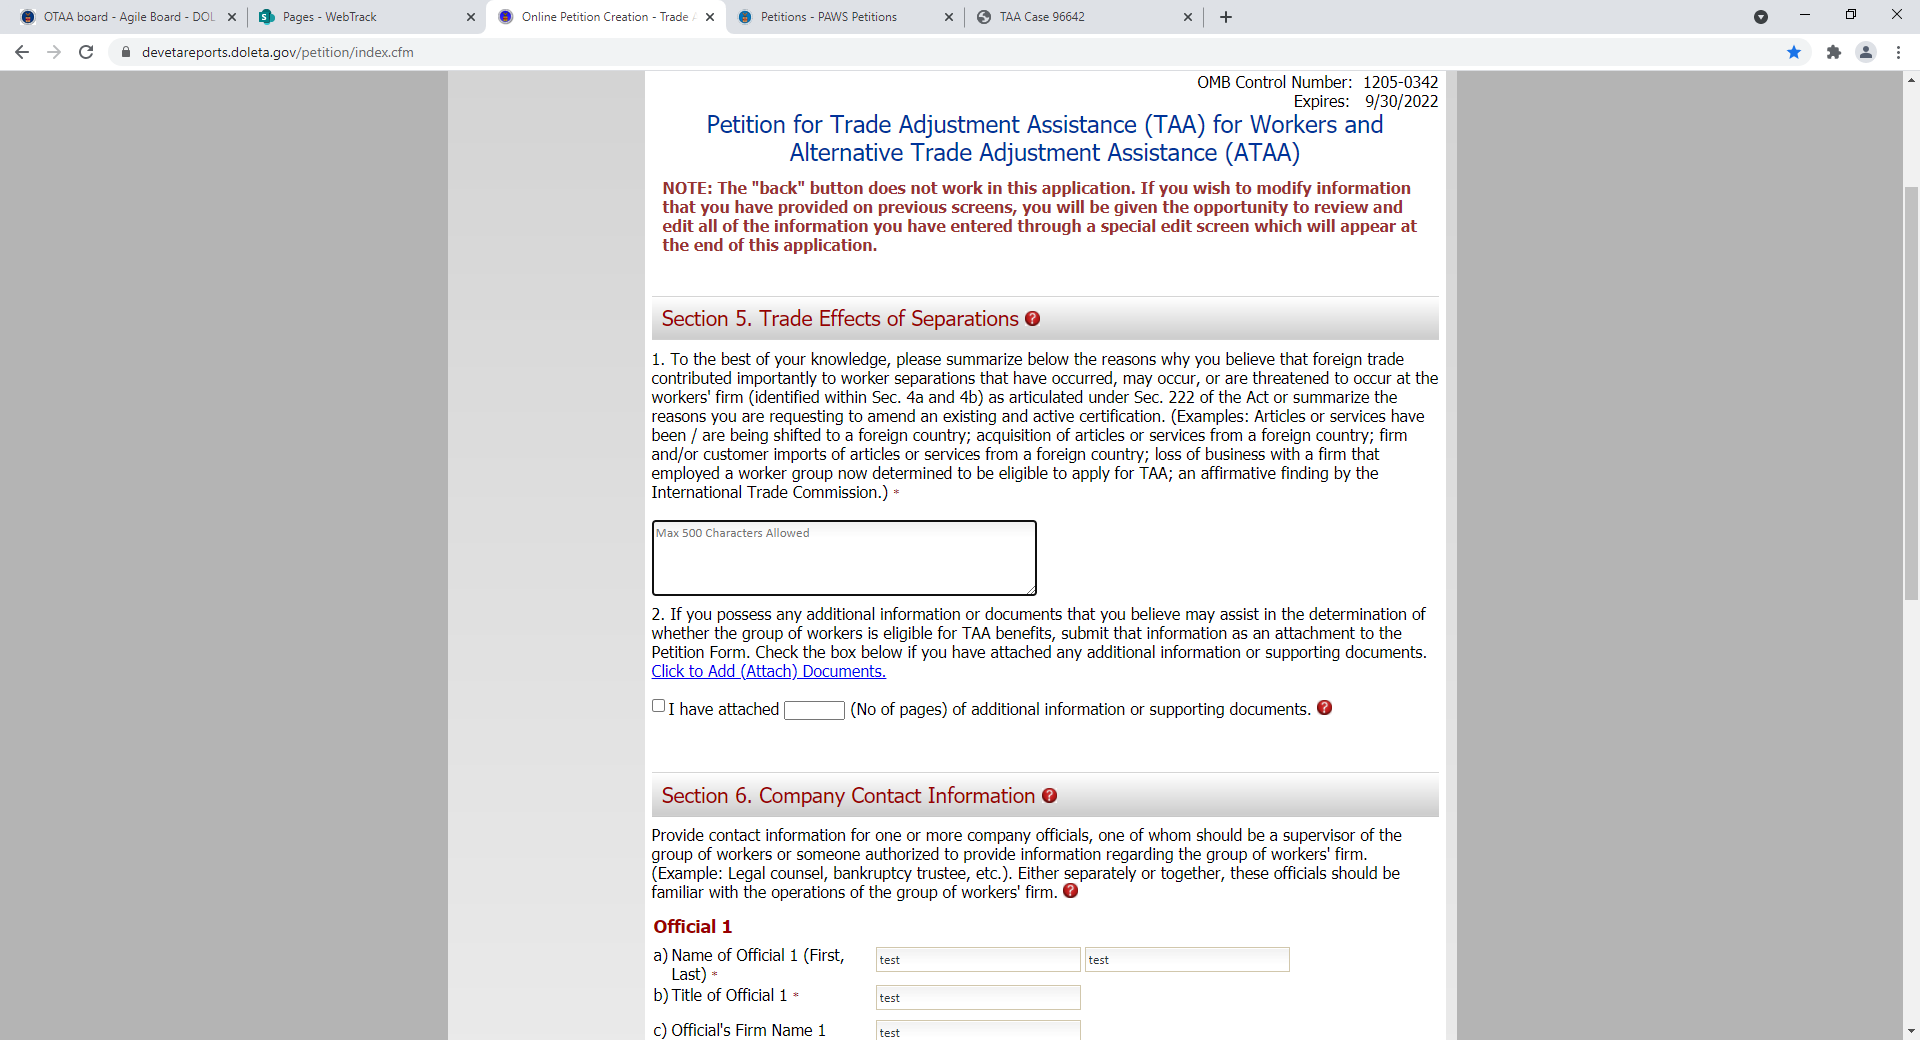 OTAA board - Agile Board - DOL
Pages - WebTrack
Online Petition Creation - Trade A
Petitions - PAWS Petitions
TAA Case 96642
devetareports.doleta.gov/petition/index.cfm
OMB Control Number: 1205-0342
Expires: 9/30/2022
Petition for Trade Adjustment Assistance (TAA) for Workers and
Alternative Trade Adjustment Assistance (ATAA)
NOTE: The "back" button does not work in this application. If you wish to modify information
that you have provided on previous screens, you will be given the opportunity to review and
edit all of the information you have entered through a special edit screen which will appear at
the end of this application.
Section 5. Trade Effects of Separations ?
1. To the best of your knowledge, please summarize below the reasons why you believe that foreign trade
contributed importantly to worker separations that have occurred, may occur, or are threatened to occur at the
workers' firm (identified within Sec. 4a and 4b) as articulated under Sec. 222 of the Act or summarize the
reasons you are requesting to amend an existing and active certification. (Examples: Articles or services have
been / are being shifted to a foreign country; acquisition of articles or services from a foreign country; firm
and/or customer imports of articles or services from a foreign country; loss of business with a firm that
employed a worker group now determined to be eligible to apply for TAA; an affirmative finding by the
International Trade Commission.) *
Max 500 Characters Allowed
2. If you possess any additional information or documents that you believe may assist in the determination of
whether the group of workers is eligible for TAA benefits, submit that information as an attachment to the
Petition Form. Check the box below if you have attached any additional information or supporting documents.
Click to Add (Attach) Documents.
I have attached (No of pages) of additional information or supporting documents. ?
Section 6. Company Contact Information ?
Provide contact information for one or more company officials, one of whom should be a supervisor of the
group of workers or someone authorized to provide information regarding the group of workers' firm.
(Example: Legal counsel, bankruptcy trustee, etc.). Either separately or together, these officials should be
familiar with the operations of the group of workers' firm. ?
Official 1
a) Name of Official 1 (First, test test
Last) *
b) Title of Official 1 * test
c) Official's Firm Name 1 test